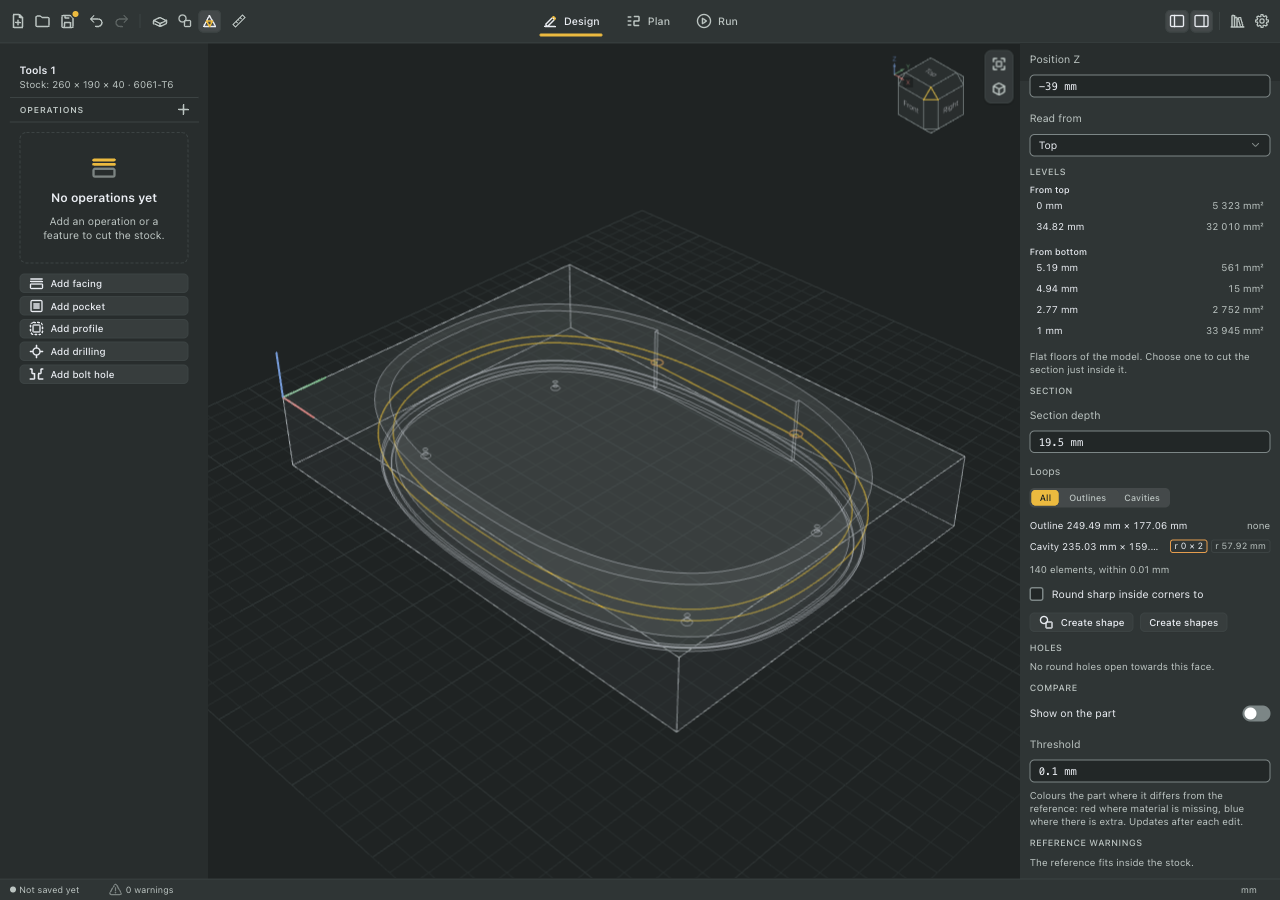 Design
Plan
Run
Tools 1
Stock: 260 × 190 × 40 · 6061-T6
OPERATIONS
No operations yet
Add an operation or a
feature to cut the stock.
Add facing
Add pocket
Add profile
Add drilling
Add bolt hole
Top
Front
Right
Position Z
−39 mm
Read from
Top
LEVELS
From top
0 mm 5 323 mm²
34.82 mm 32 010 mm²
From bottom
5.19 mm 561 mm²
4.94 mm 15 mm²
2.77 mm 2 752 mm²
1 mm 33 945 mm²
Flat floors of the model. Choose one to cut the
section just inside it.
SECTION
Section depth
19.5 mm
Loops
All Outlines Cavities
Outline 249.49 mm × 177.06 mm none
Cavity 235.03 mm × 159.... r 0 × 2 r 57.92 mm
140 elements, within 0.01 mm
Round sharp inside corners to
Create shape Create shapes
HOLES
No round holes open towards this face.
COMPARE
Show on the part
Threshold
0.1 mm
Colours the part where it differs from the
reference: red where material is missing, blue
where there is extra. Updates after each edit.
REFERENCE WARNINGS
The reference fits inside the stock.
Not saved yet
0 warnings
mm